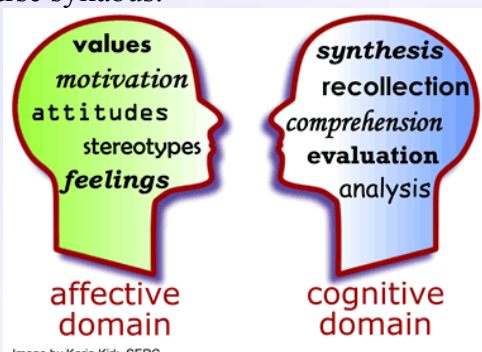 values
motivation
attitudes
stereotypes
feelings
affective
domain
synthesis
recollection
comprehension
evaluation
analysis
cognitive
domain